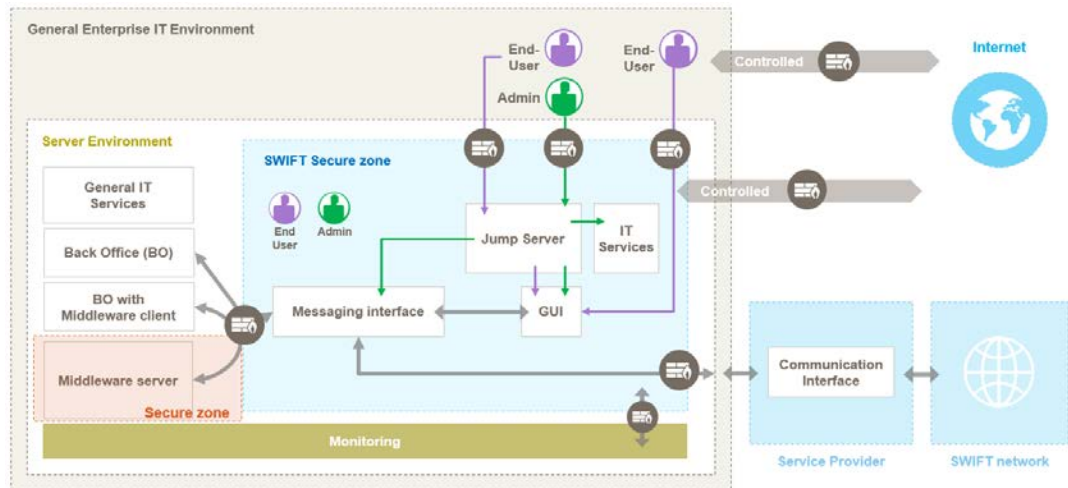 General Enterprise IT Environment
End-
User
End-
User
Admin
Controlled
Internet
Server Environment
SWIFT Secure zone
General IT
Services
End
User
Admin
Controlled
Jump Server
IT
Services
Back Office (BO)
BO with
Middleware client
Messaging interface
GUI
Middleware server
Secure zone
Communication
Interface
Monitoring
Service Provider
SWIFT network